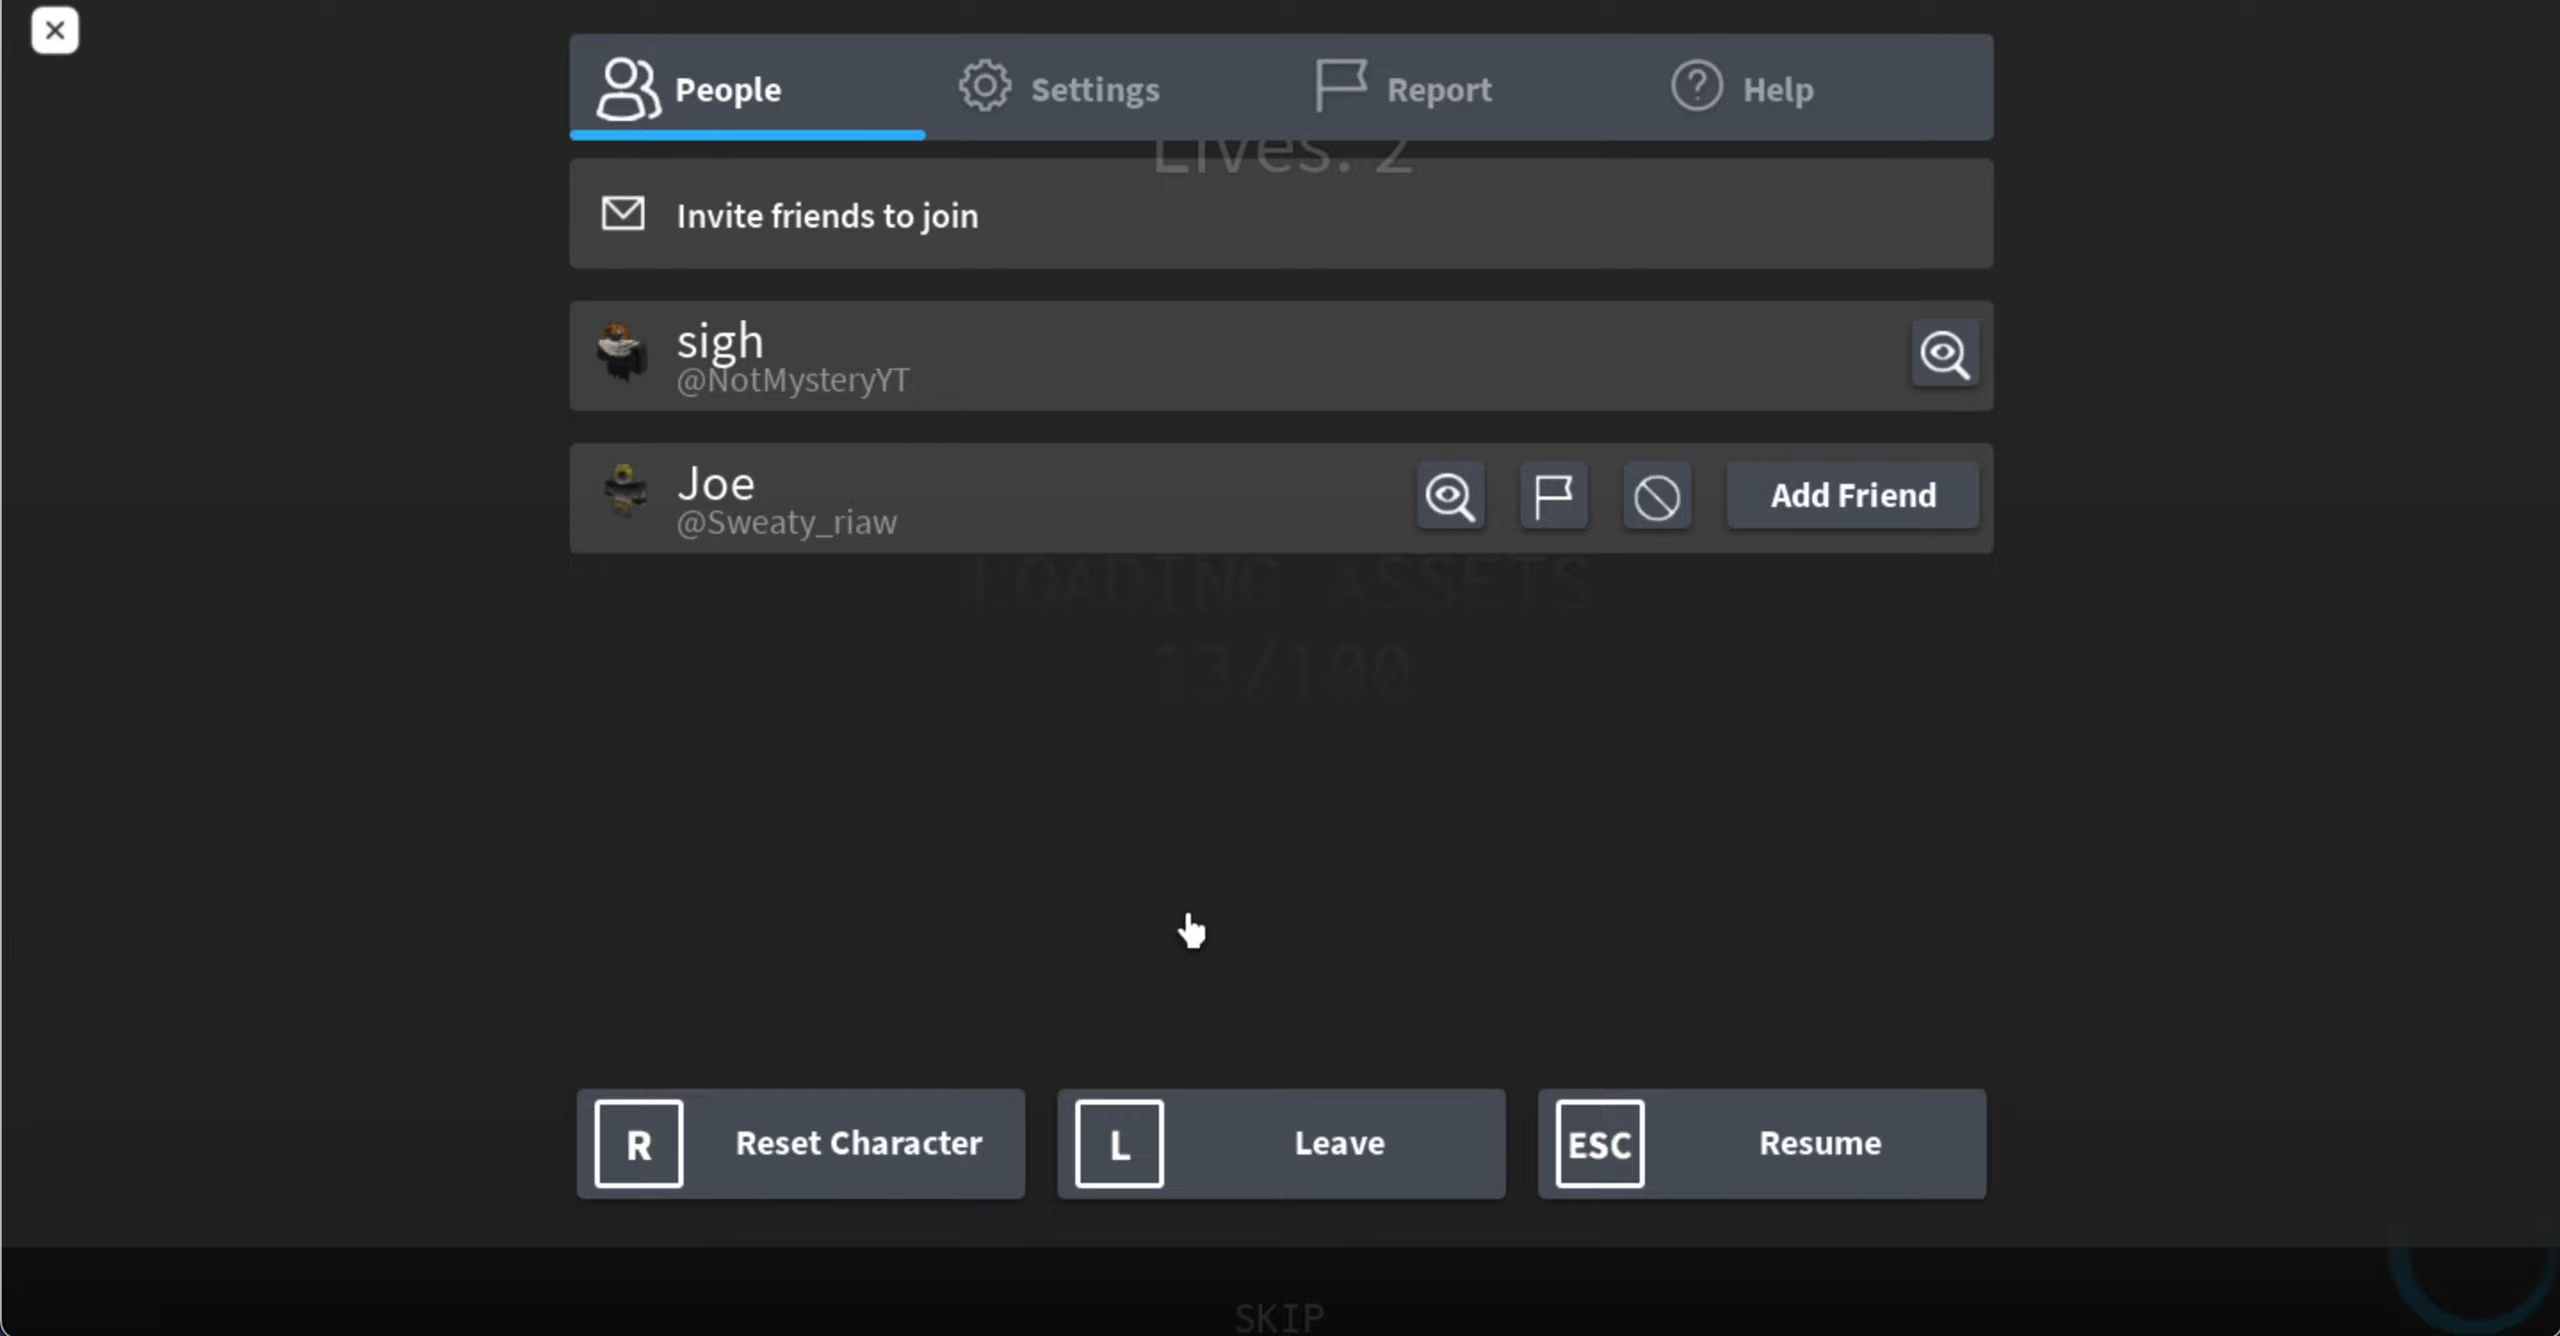 People
Settings
Report
Help
Lives: 2
Invite friends to join
sigh
@NotMysteryYT
Joe
@Sweaty_riaw
Add Friend
LOADING ASSETS
13/100
R
Reset Character
L
Leave
ESC
Resume
SKIP